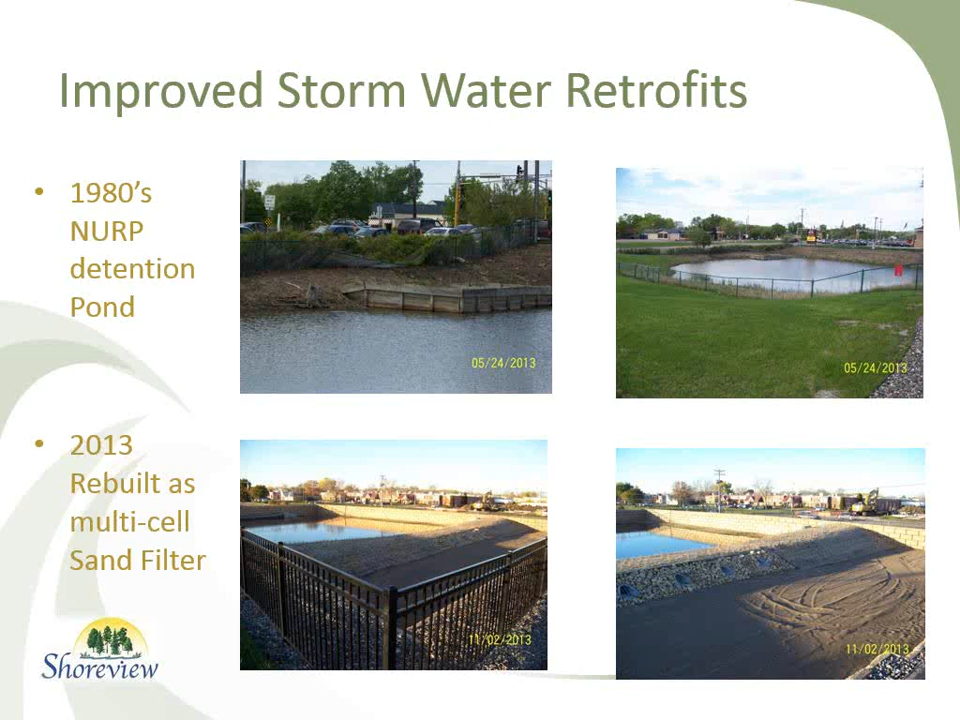 Improved Storm Water Retrofits
• 1980’s
NURP
detention
Pond
05/24/2013
05/24/2013
• 2013
Rebuilt as
multi-cell
Sand Filter
11/02/2013
11/02/2013
Shoreview